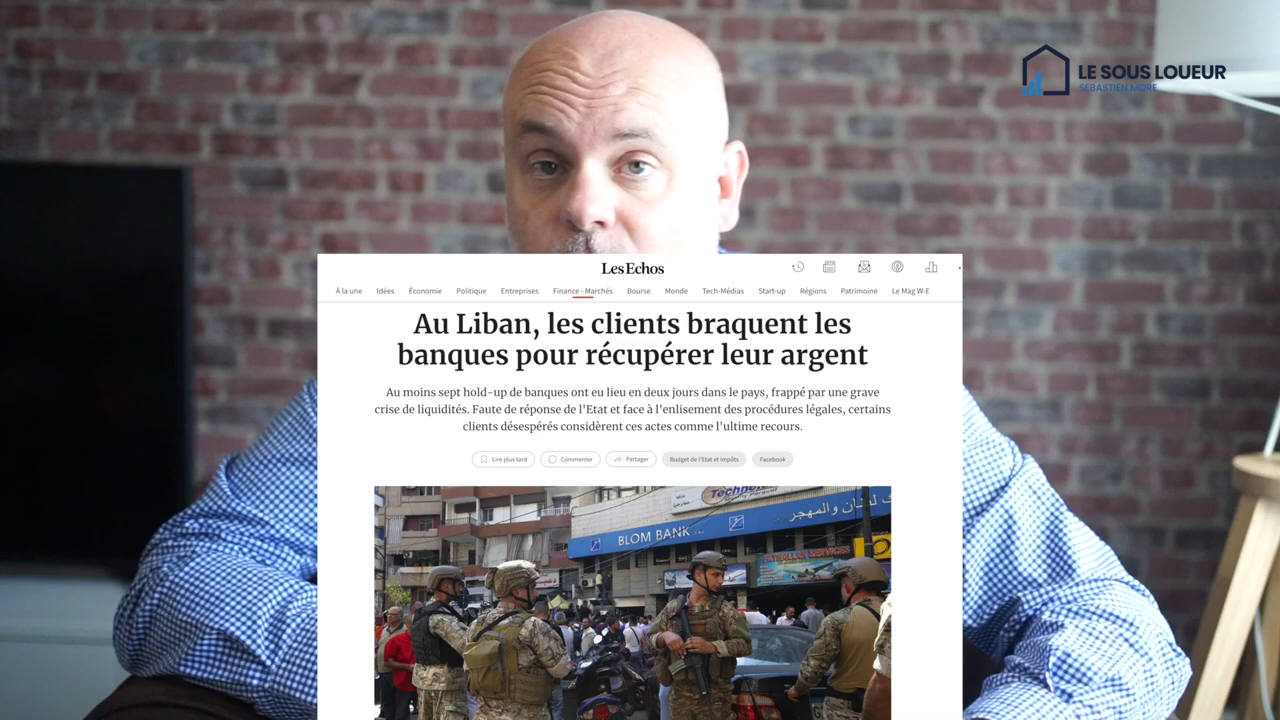 LE SOUS LOUEUR
SEBASTIEN MORE
Les Echos
À la une Idées Économie Politique Entreprises Finance - Marchés Bourse Monde Tech-Médias Start-up Régions Patrimoine Le Mag W-E
Au Liban, les clients braquent les
banques pour récupérer leur argent
Au moins sept hold-up de banques ont eu lieu en deux jours dans le pays, frappé par une grave
crise de liquidités. Faute de réponse de l'Etat et face à l'enlisement des procédures légales, certains
clients désespérés considèrent ces actes comme l'ultime recours.
Lire plus tard Commenter Partager Budget de l'Etat et impôts Facebook
BLOM BANK
لبنان والمهجر